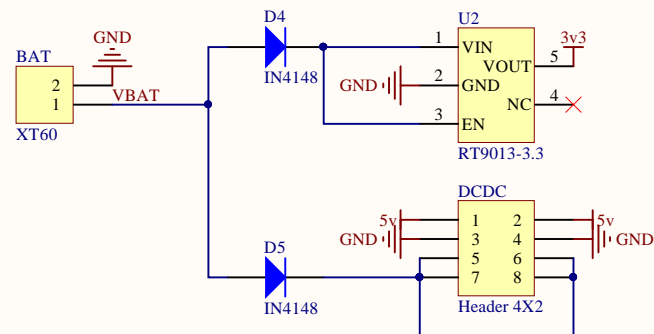 D4
U2
GND
BAT
1
VIN
3v3
VOUT
5
2
GND
2
GND
1
VBAT
IN4148
NC
4
XT60
3
EN
RT9013-3.3
DCDC
5v
1
2
5v
GND
3
4
GND
D5
5
6
7
8
IN4148
Header 4X2